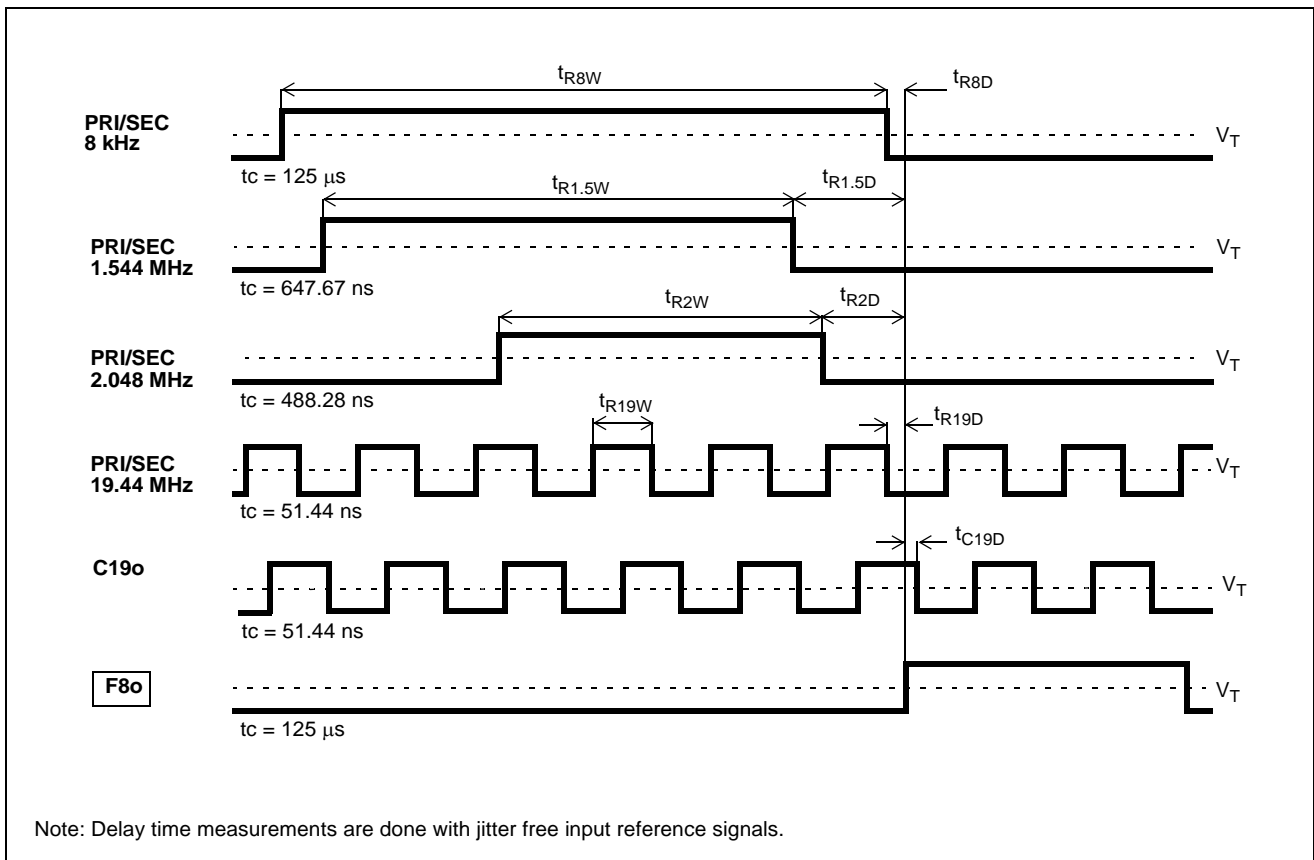 tR8W
tR8D
PRI/SEC
8 kHz
VT
tc = 125 μs
tR1.5W
tR1.5D
PRI/SEC
1.544 MHz
VT
tc = 647.67 ns
tR2W
tR2D
PRI/SEC
2.048 MHz
VT
tc = 488.28 ns
tR19W
tR19D
PRI/SEC
19.44 MHz
VT
tc = 51.44 ns
tC19D
C19o
VT
tc = 51.44 ns
F8o
VT
tc = 125 μs
Note: Delay time measurements are done with jitter free input reference signals.